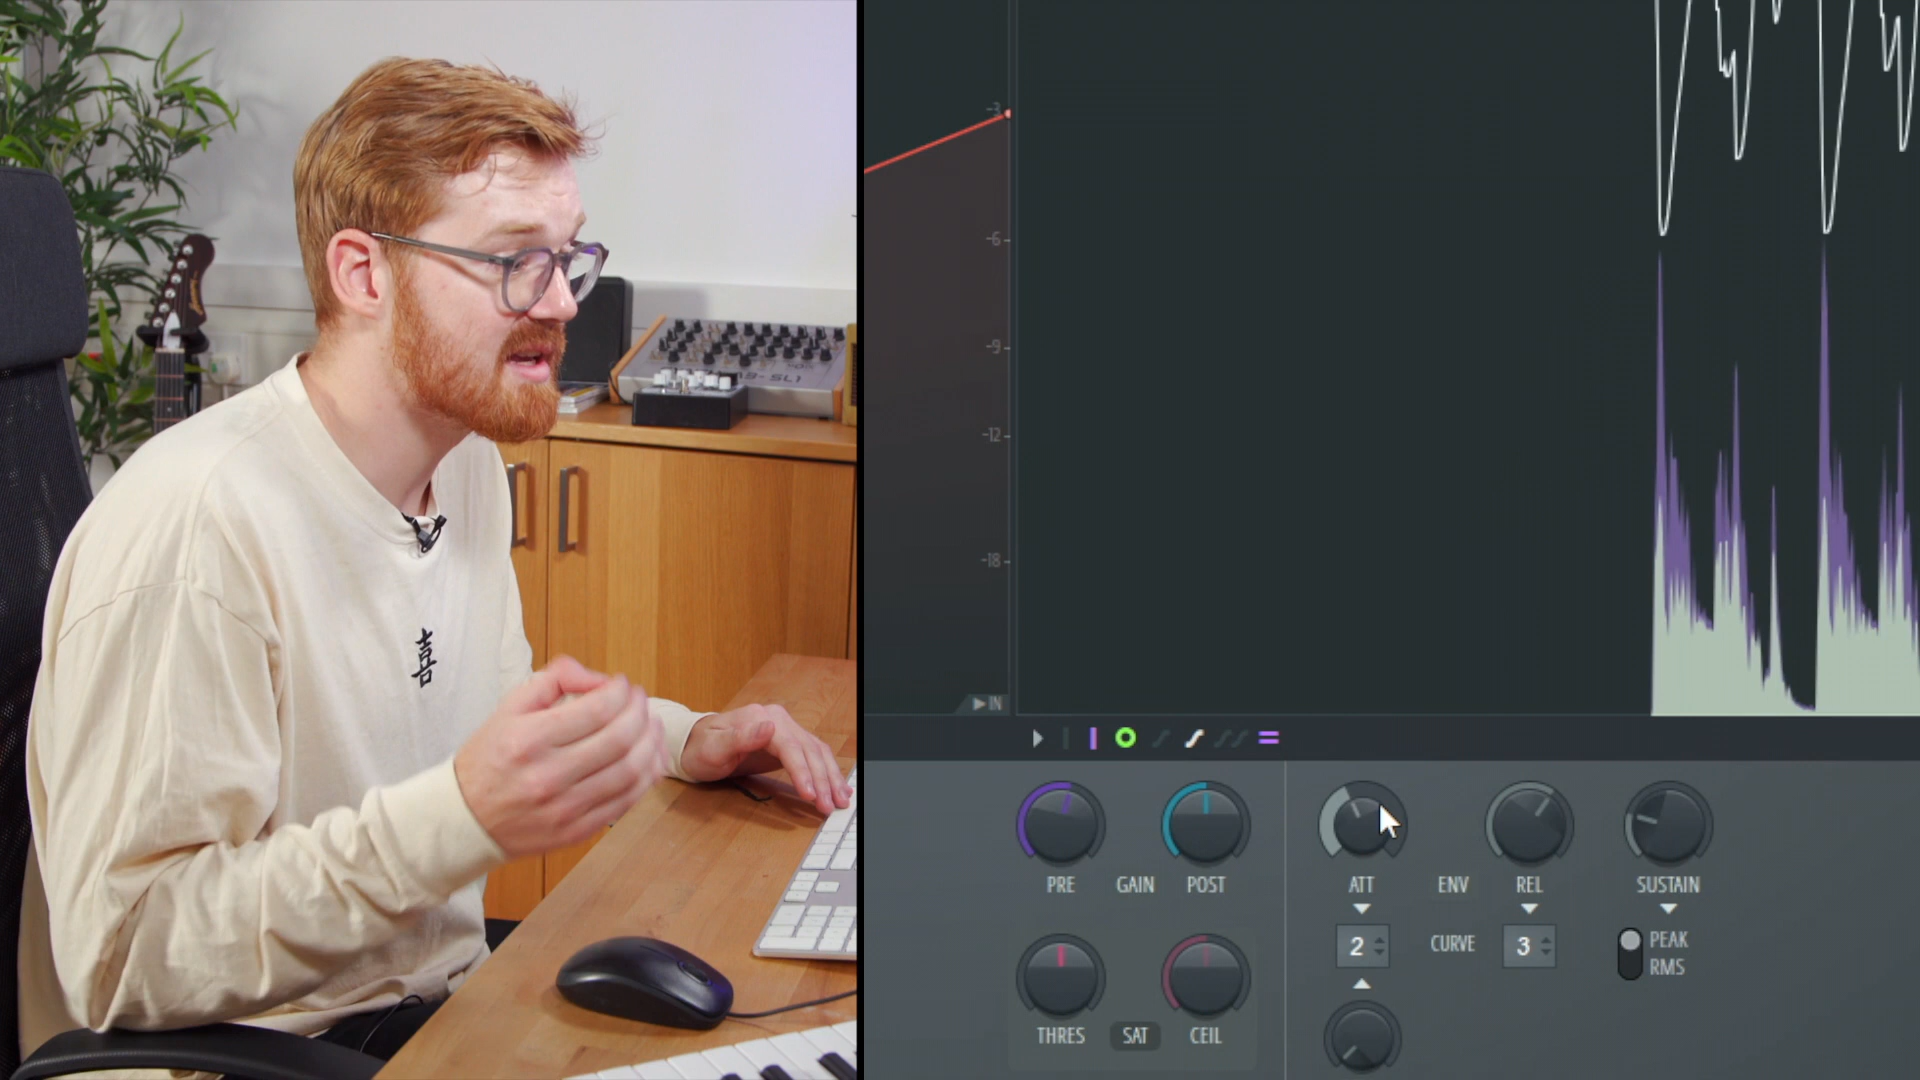 喜
-3
-6
-9
-12
-18
IN
PRE
GAIN
POST
ATT
ENV
REL
SUSTAIN
2
CURVE
3
PEAK
RMS
THRES
SAT
CEIL